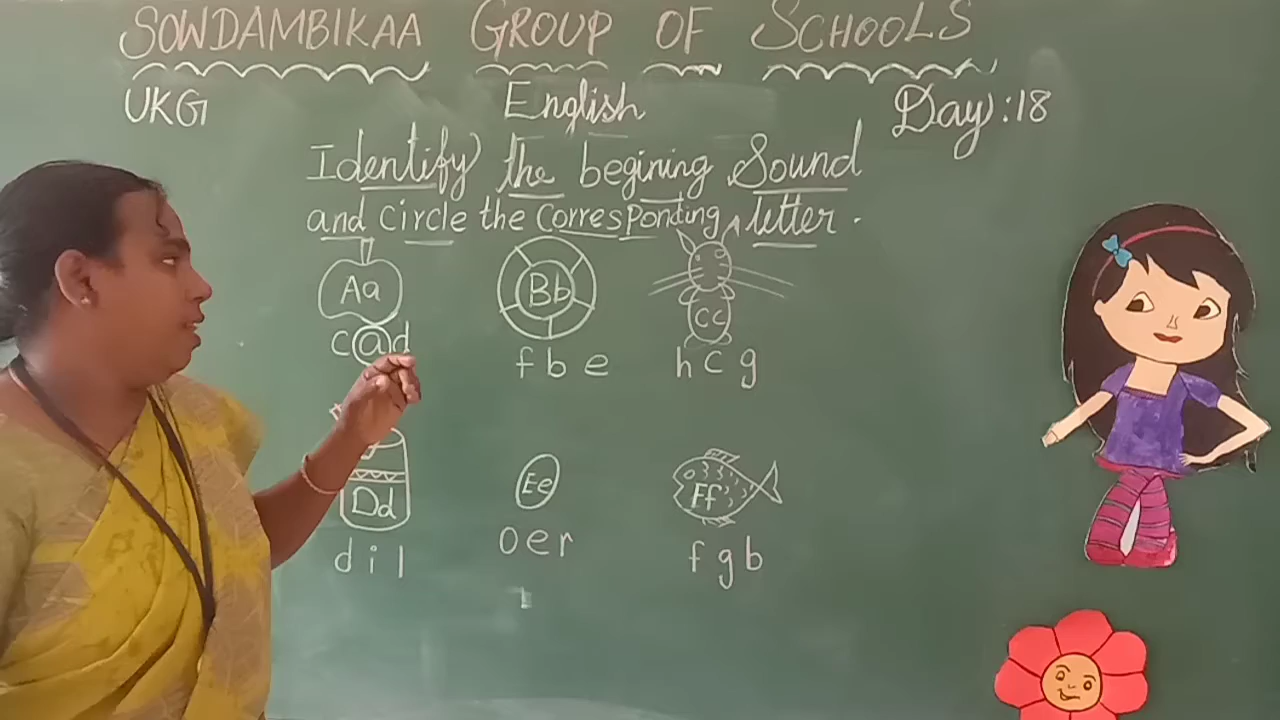 SOWDAMBIKAA GROUP OF SCHOOLS
UKG English Day:18
Identify the begining Sound
and circle the corresponding letter.
Aa Bb Cc
c a d f b e h c g
Dd Ee Ff
d i l o e r f g b